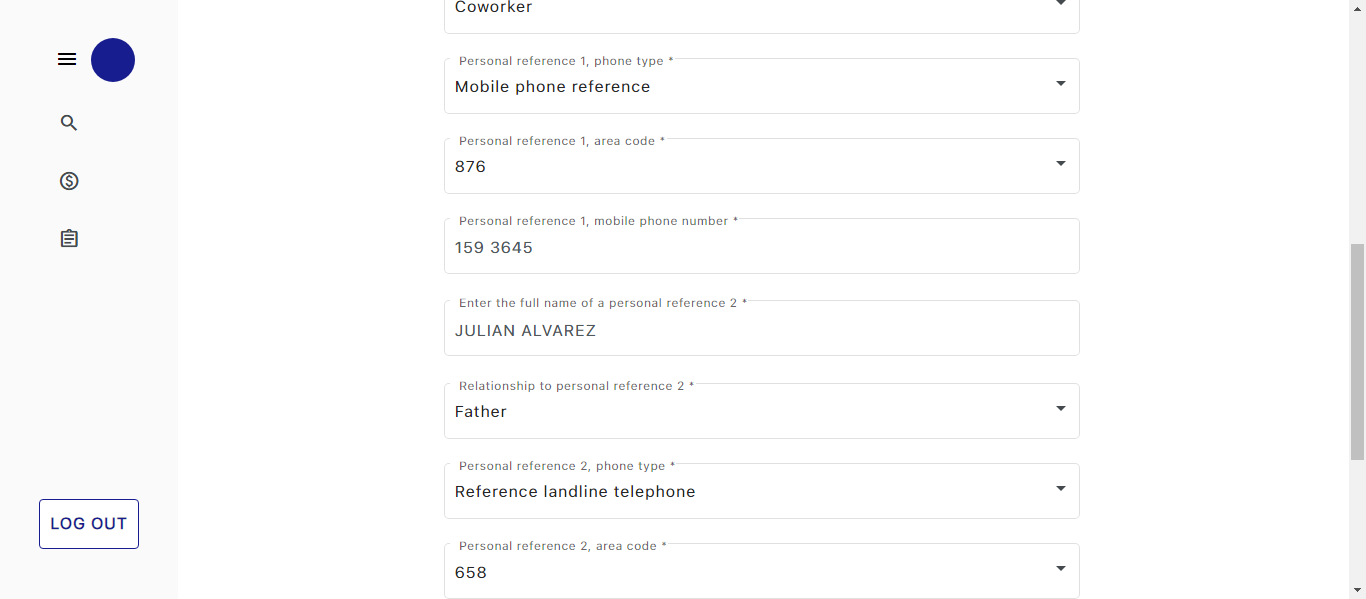 Coworker
Personal reference 1, phone type *
Mobile phone reference
Personal reference 1, area code *
876
Personal reference 1, mobile phone number *
159 3645
Enter the full name of a personal reference 2 *
JULIAN ALVAREZ
Relationship to personal reference 2 *
Father
Personal reference 2, phone type *
Reference landline telephone
Personal reference 2, area code *
658
LOG OUT